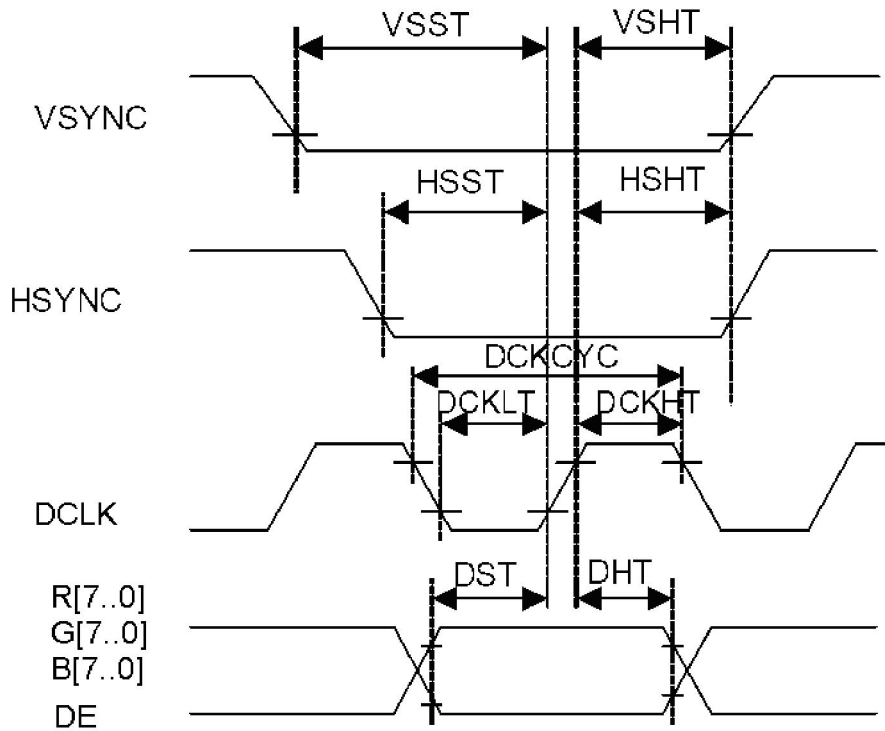 VSST VSHT
VSYNC
HSST HSHT
HSYNC
DCKCYC
DCKLT DCKHT
DCLK
DST DHT
R[7..0]
G[7..0]
B[7..0]
DE